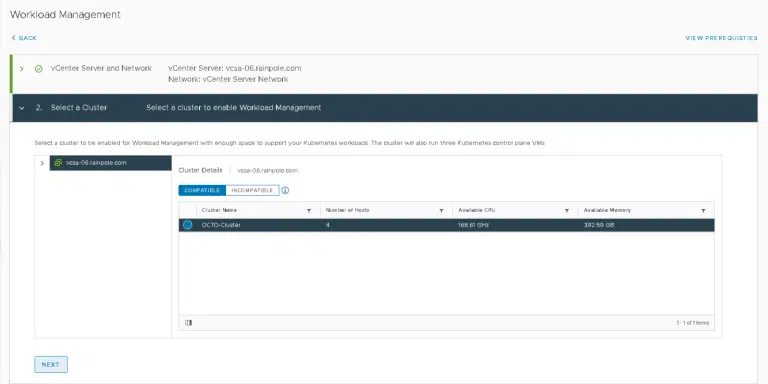 Workload Management
BACK
VIEW PREREQUISTIES
vCenter Server and Network vCenter Server: vcsa-06.rainpole.com
Network: vCenter Server Network
2. Select a Cluster Select a cluster to enable Workload Management
Select a cluster to be enabled for Workload Management with enough space to support your Kubernetes workloads. The cluster will also run three Kubernetes control plane VMs.
vcsa-06.rainpole.com
Cluster Details vcsa-06.rainpole.com
COMPATIBLE INCOMPATIBLE
Cluster Name Number of Hosts Available CPU Available Memory
OCTO-Cluster 4 168.61 GHz 392.59 GB
1 - 1 of 1 items
NEXT